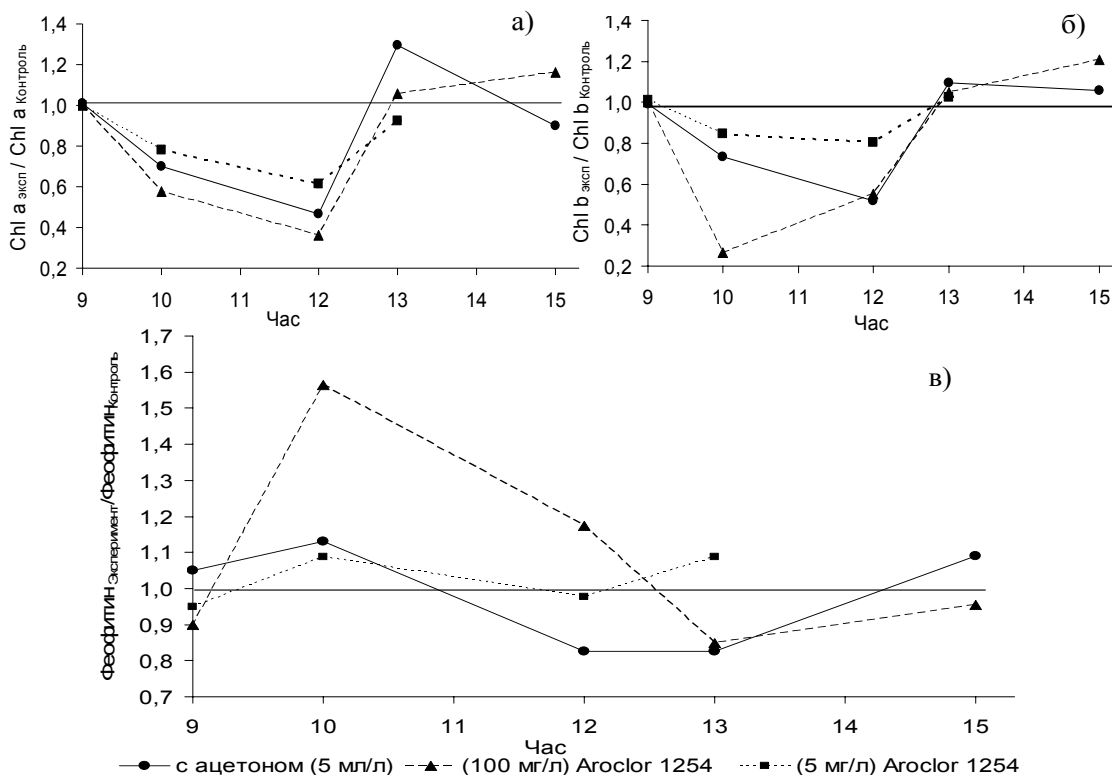 а)
Chl a эксп / Chl a Контроль
1,4
1,2
1,0
0,8
0,6
0,4
0,2
9 10 11 12 13 14 15
Час
б)
Chl b эксп / Chl b Контроль
1,4
1,2
1,0
0,8
0,6
0,4
0,2
9 10 11 12 13 14 15
Час
в)
Феофитин Эксперимент/Феофитин Контроль
1,7
1,6
1,5
1,4
1,3
1,2
1,1
1,0
0,9
0,8
0,7
9 10 11 12 13 14 15
Час
с ацетоном (5 мл/л) (100 мг/л) Aroclor 1254 (5 мг/л) Aroclor 1254